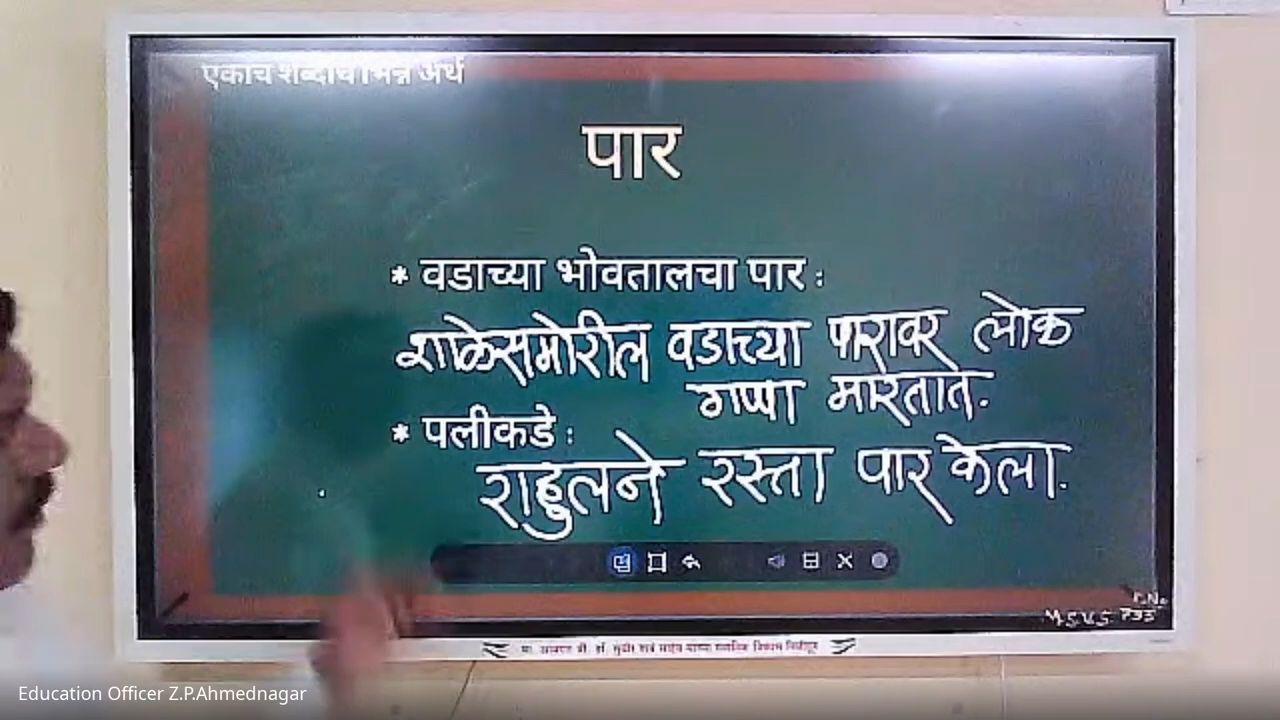 एकाच शब्दाचे भिन्न अर्थ
पार
* वडाच्या भोवतालचा पार :
शाळेसमोरील वडाच्या पारावर लोक
गप्पा मारतात.
* पलीकडे :
राहुलने रस्ता पार केला.
Education Officer Z.P.Ahmednagar